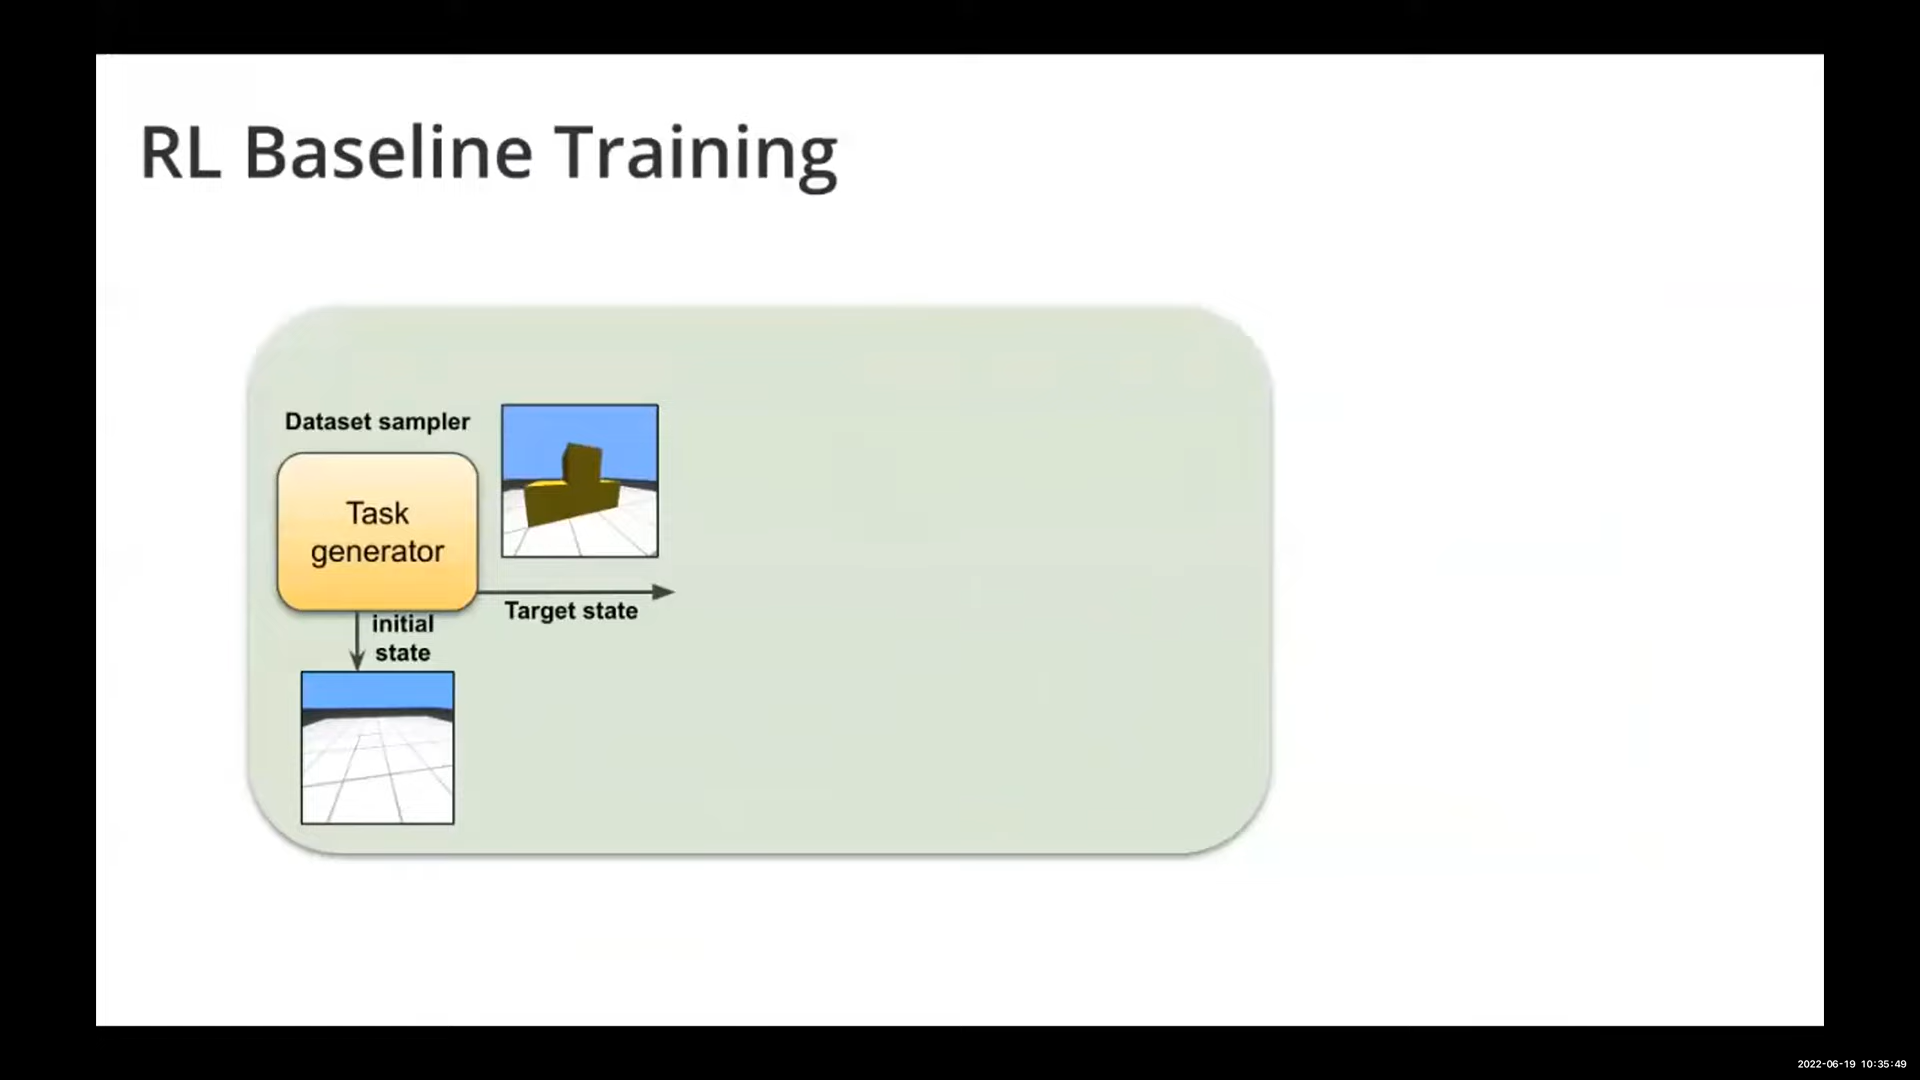 RL Baseline Training
Dataset sampler
Task
generator
Target state
initial
state
2022-06-19 10:35:49